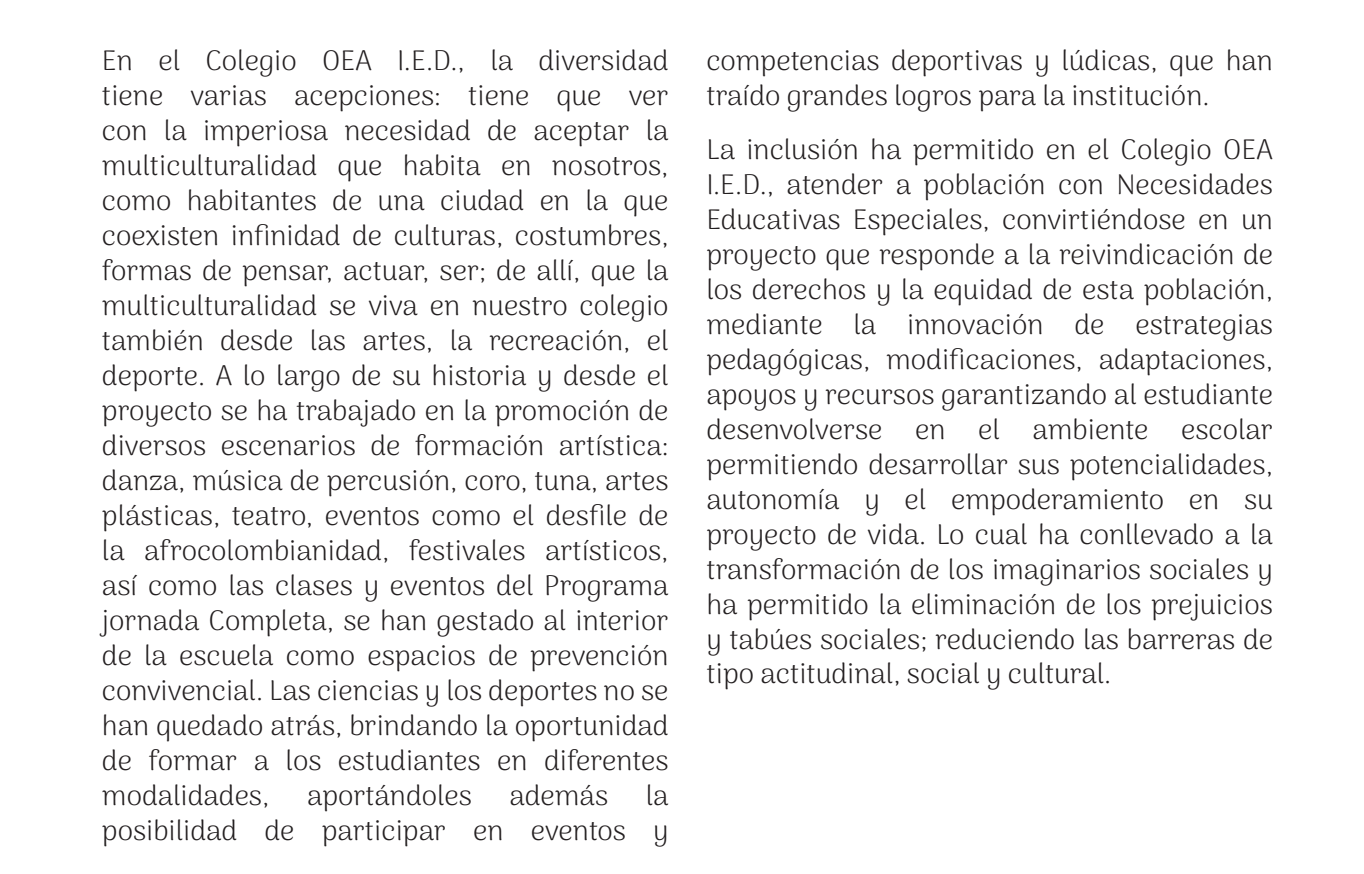 En el Colegio OEA I.E.D., la diversidad
tiene varias acepciones: tiene que ver
con la imperiosa necesidad de aceptar la
multiculturalidad que habita en nosotros,
como habitantes de una ciudad en la que
coexisten infinidad de culturas, costumbres,
formas de pensar, actuar, ser; de allí, que la
multiculturalidad se viva en nuestro colegio
también desde las artes, la recreación, el
deporte. A lo largo de su historia y desde el
proyecto se ha trabajado en la promoción de
diversos escenarios de formación artística:
danza, música de percusión, coro, tuna, artes
plásticas, teatro, eventos como el desfile de
la afrocolombianidad, festivales artísticos,
así como las clases y eventos del Programa
jornada Completa, se han gestado al interior
de la escuela como espacios de prevención
convivencial. Las ciencias y los deportes no se
han quedado atrás, brindando la oportunidad
de formar a los estudiantes en diferentes
modalidades, aportándoles además la
posibilidad de participar en eventos y
competencias deportivas y lúdicas, que han
traído grandes logros para la institución.
La inclusión ha permitido en el Colegio OEA
I.E.D., atender a población con Necesidades
Educativas Especiales, convirtiéndose en un
proyecto que responde a la reivindicación de
los derechos y la equidad de esta población,
mediante la innovación de estrategias
pedagógicas, modificaciones, adaptaciones,
apoyos y recursos garantizando al estudiante
desenvolverse en el ambiente escolar
permitiendo desarrollar sus potencialidades,
autonomía y el empoderamiento en su
proyecto de vida. Lo cual ha conllevado a la
transformación de los imaginarios sociales y
ha permitido la eliminación de los prejuicios
y tabúes sociales; reduciendo las barreras de
tipo actitudinal, social y cultural.